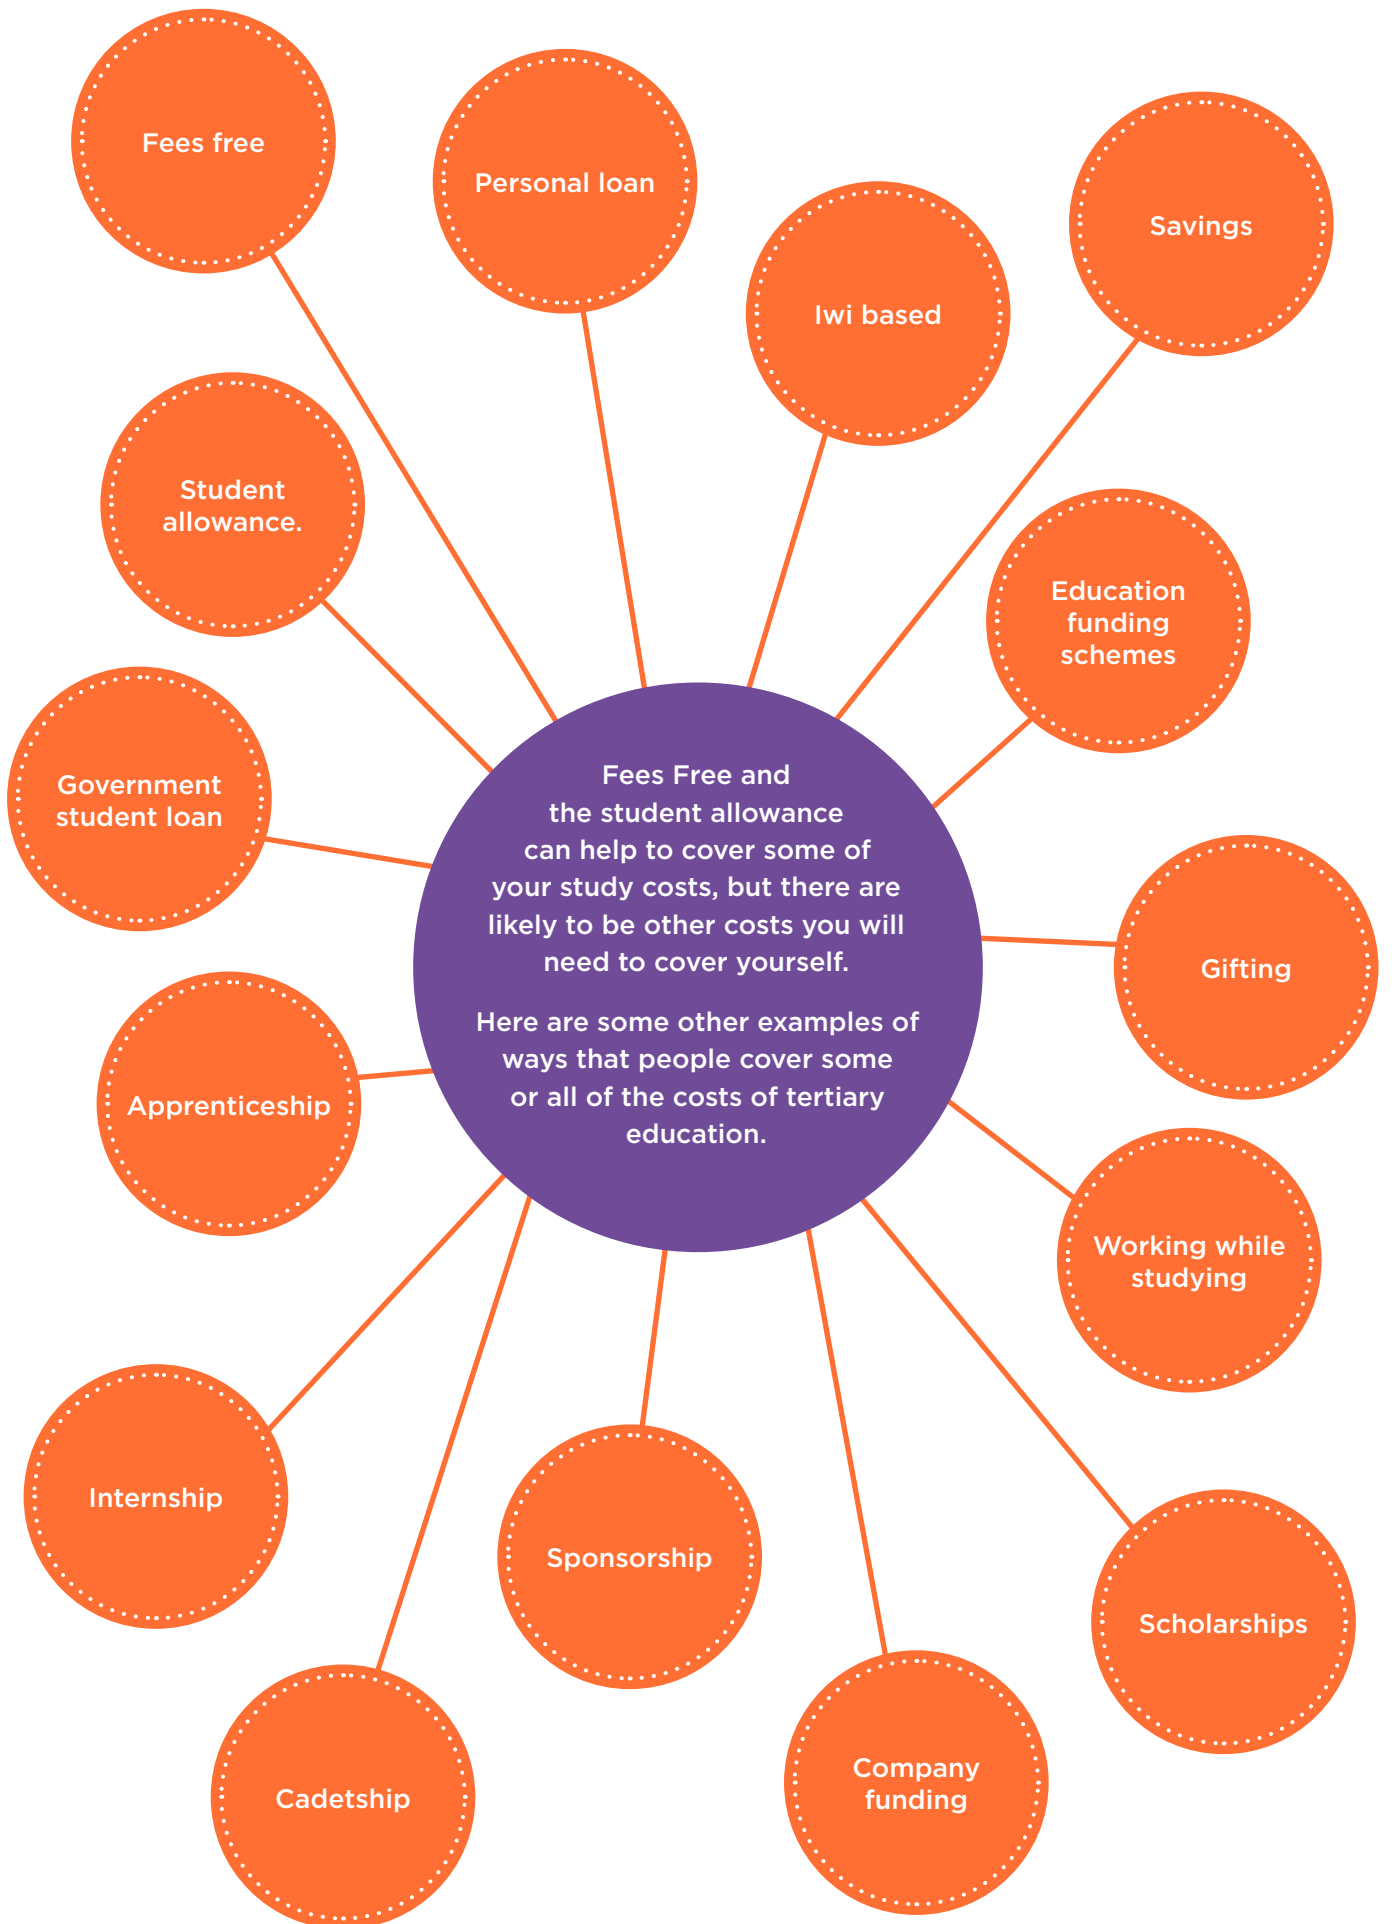 Fees free
Personal loan
Savings
Iwi based
Student
allowance.
Education
funding
schemes
Government
student loan
Fees Free and
the student allowance
can help to cover some of
your study costs, but there are
likely to be other costs you will
need to cover yourself.
Here are some other examples of
ways that people cover some
or all of the costs of tertiary
education.
Gifting
Apprenticeship
Working while
studying
Internship
Sponsorship
Scholarships
Cadetship
Company
funding